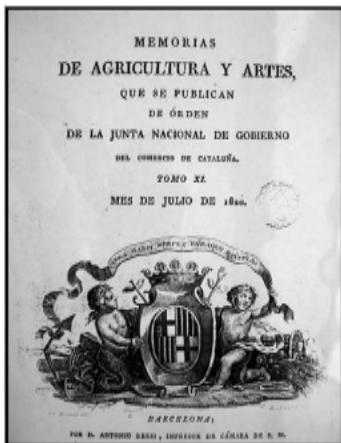 MEMORIAS
DE AGRICULTURA Y ARTES,
QUE SE PUBLICAN
DE ÓRDEN
DE LA JUNTA NACIONAL DE GOBIERNO
DEL COMERCIO DE CATALUÑA.
TOMO XI.
MES DE JULIO DE 1820.
BARCELONA:
POR D. ANTONIO BRUSI, IMPRESOR DE CÁMARA DE S. M.